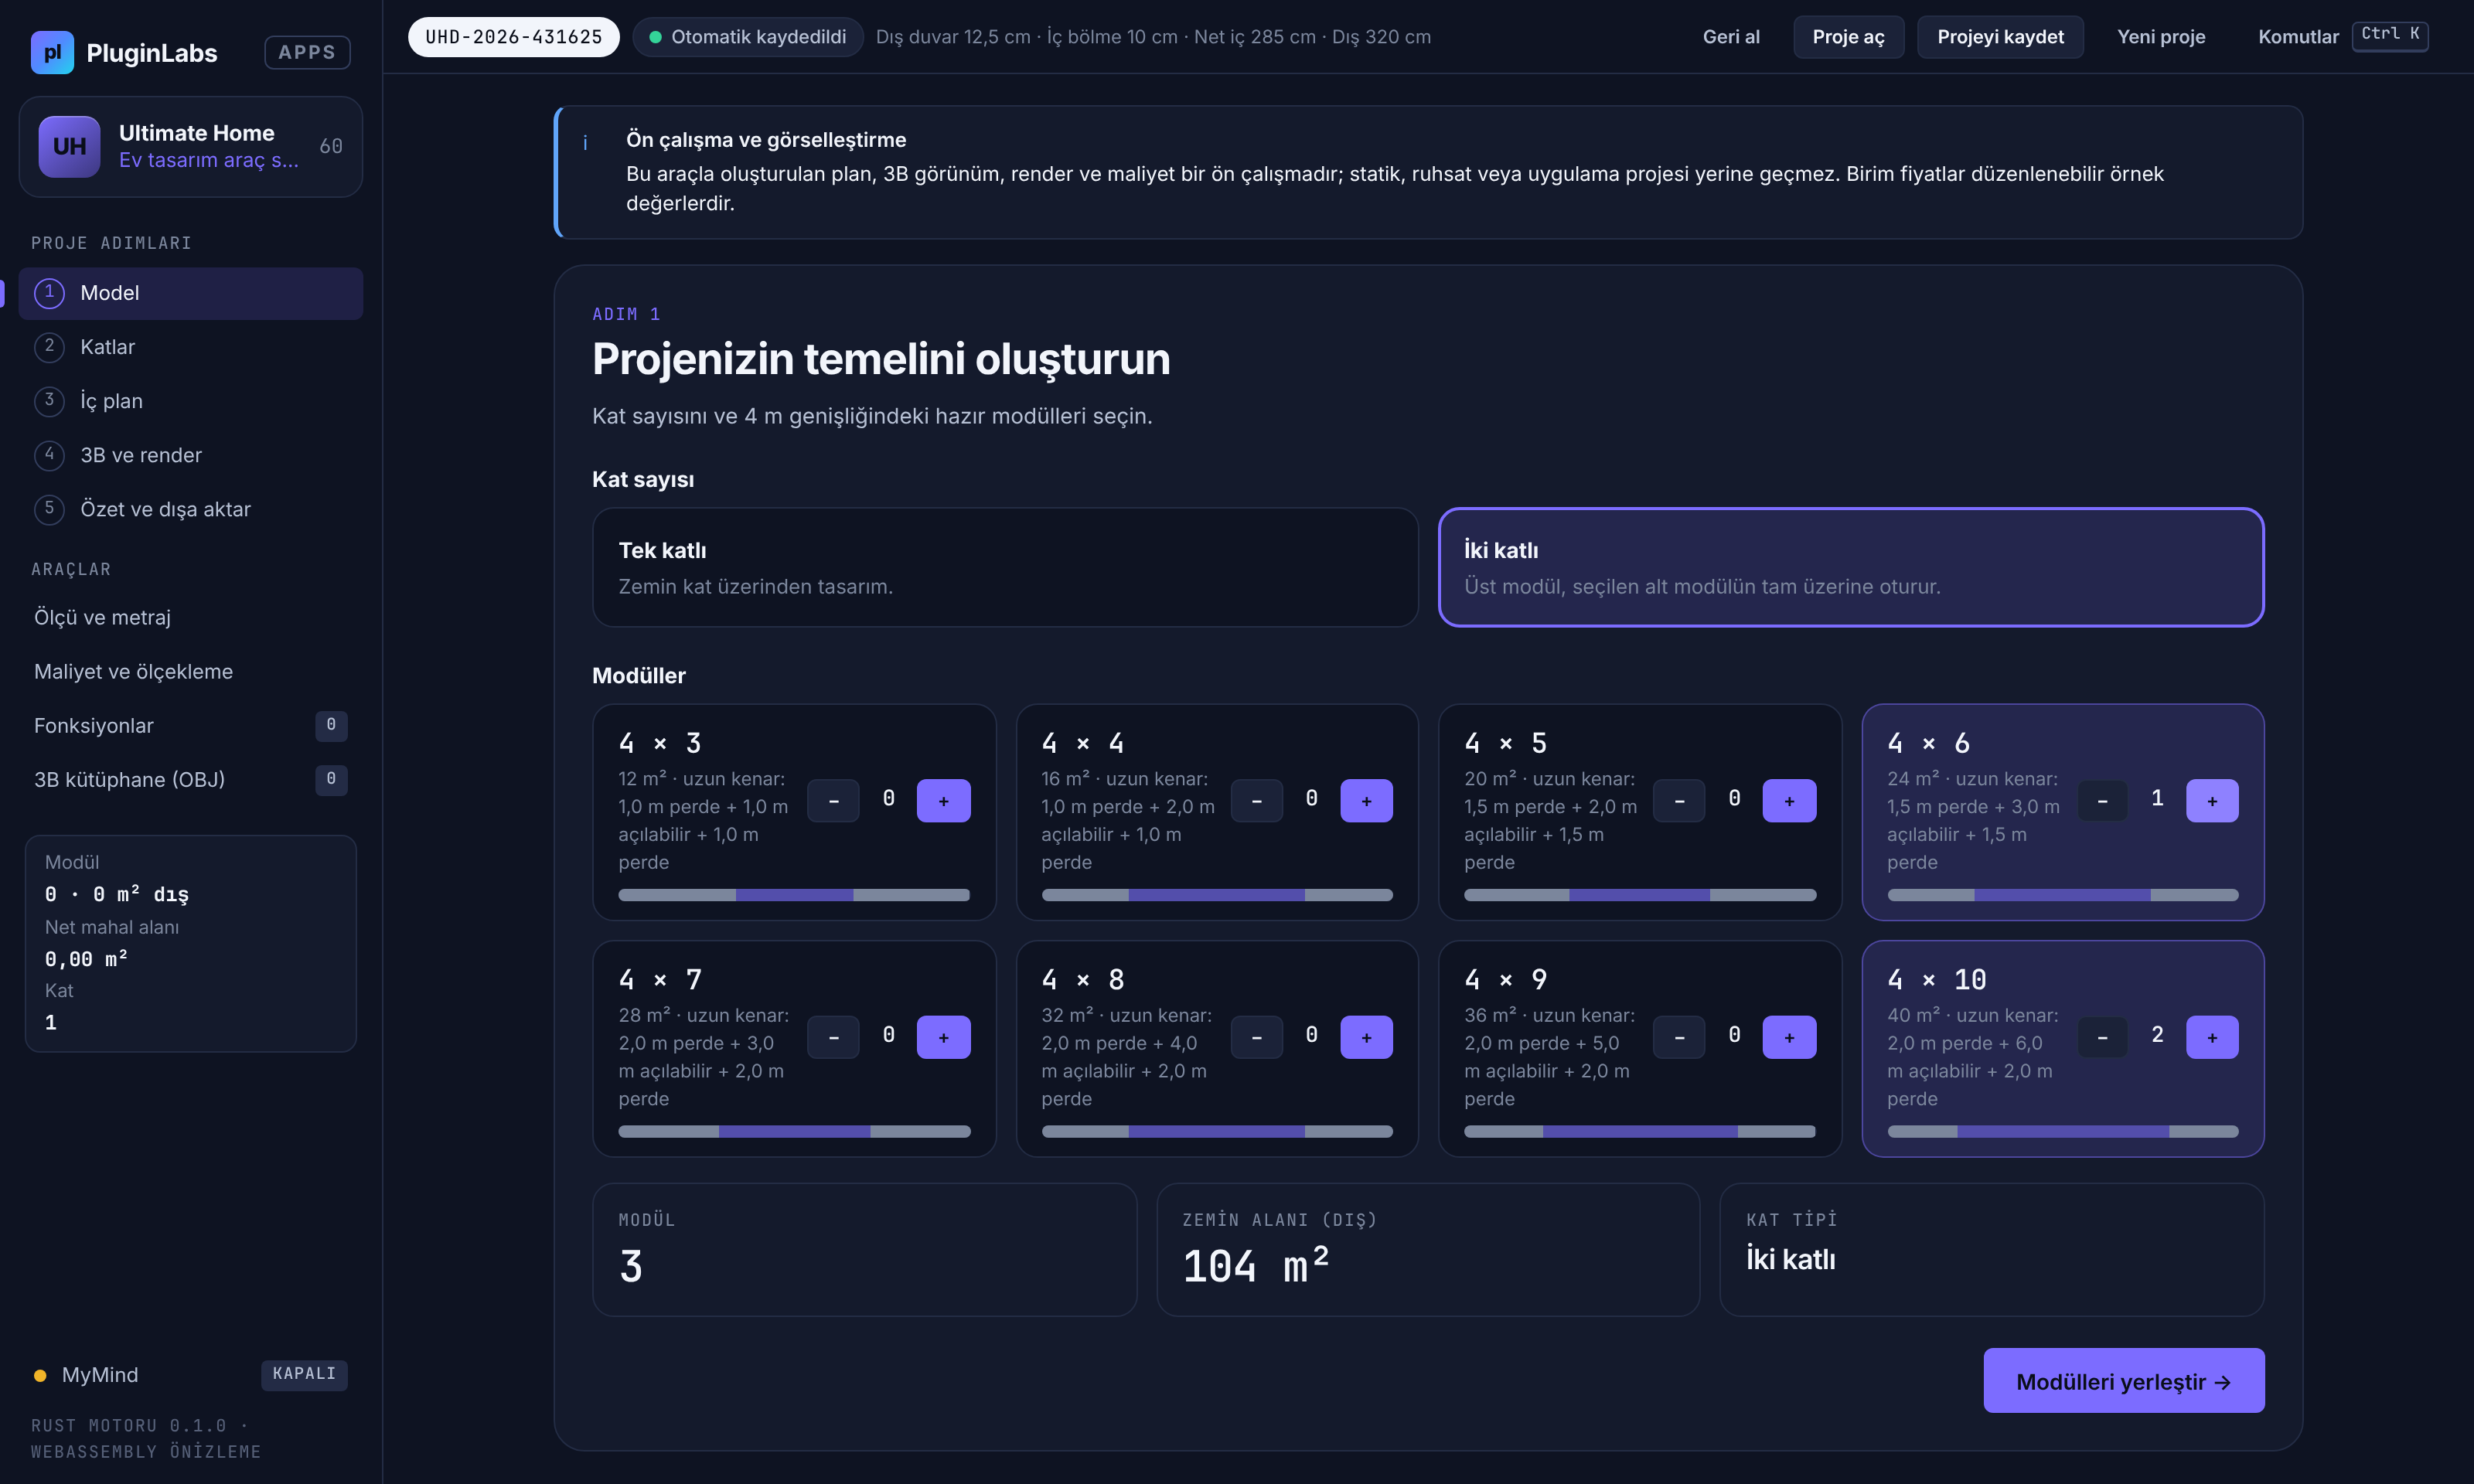 pl PluginLabs APPS
UH Ultimate Home 60
Ev tasarım araç s...
PROJE ADIMLARI
1 Model
2 Katlar
3 İç plan
4 3B ve render
5 Özet ve dışa aktar
ARAÇLAR
Ölçü ve metraj
Maliyet ve ölçekleme
Fonksiyonlar 0
3B kütüphane (OBJ) 0
Modül
0 · 0 m² dış
Net mahal alanı
0,00 m²
Kat
1
MyMind KAPALI
RUST MOTORU 0.1.0 ·
WEBASSEMBLY ÖNİZLEME
UHD-2026-431625 Otomatik kaydedildi Dış duvar 12,5 cm · İç bölme 10 cm · Net iç 285 cm · Dış 320 cm Geri al Proje aç Projeyi kaydet Yeni proje Komutlar Ctrl K
i Ön çalışma ve görselleştirme
Bu araçla oluşturulan plan, 3B görünüm, render ve maliyet bir ön çalışmadır; statik, ruhsat veya uygulama projesi yerine geçmez. Birim fiyatlar düzenlenebilir örnek
değerlerdir.
ADIM 1
Projenizin temelini oluşturun
Kat sayısını ve 4 m genişliğindeki hazır modülleri seçin.
Kat sayısı
Tek katlı
Zemin kat üzerinden tasarım.
İki katlı
Üst modül, seçilen alt modülün tam üzerine oturur.
Modüller
4 × 3
12 m² · uzun kenar:
1,0 m perde + 1,0 m
açılabilir + 1,0 m
perde
− 0 +
4 × 4
16 m² · uzun kenar:
1,0 m perde + 2,0 m
açılabilir + 1,0 m
perde
− 0 +
4 × 5
20 m² · uzun kenar:
1,5 m perde + 2,0 m
açılabilir + 1,5 m
perde
− 0 +
4 × 6
24 m² · uzun kenar:
1,5 m perde + 3,0 m
açılabilir + 1,5 m
perde
− 1 +
4 × 7
28 m² · uzun kenar:
2,0 m perde + 3,0
m açılabilir + 2,0 m
perde
− 0 +
4 × 8
32 m² · uzun kenar:
2,0 m perde + 4,0
m açılabilir + 2,0 m
perde
− 0 +
4 × 9
36 m² · uzun kenar:
2,0 m perde + 5,0
m açılabilir + 2,0 m
perde
− 0 +
4 × 10
40 m² · uzun kenar:
2,0 m perde + 6,0
m açılabilir + 2,0 m
perde
− 2 +
MODÜL
3
ZEMİN ALANI (DIŞ)
104 m²
KAT TİPİ
İki katlı
Modülleri yerleştir →